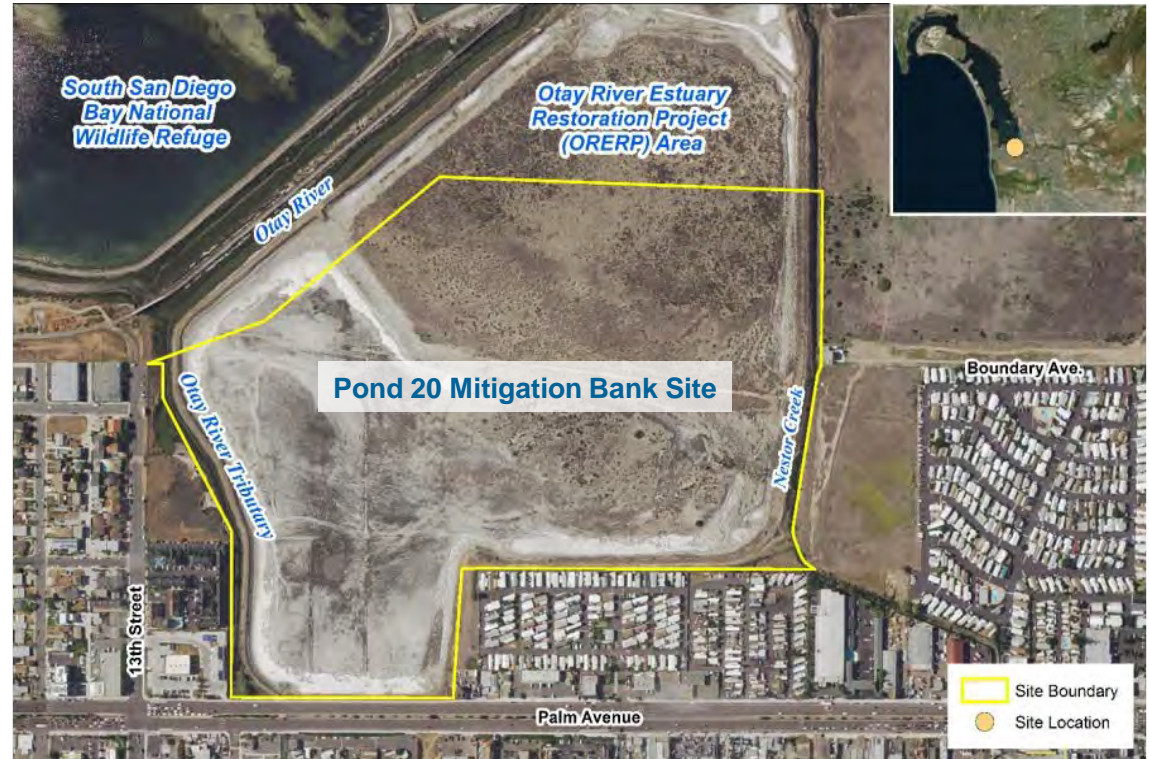 South San Diego
Bay National
Wildlife Refuge
Otay River Estuary
Restoration Project
(ORERP) Area
Otay River
Pond 20 Mitigation Bank Site
Boundary Ave.
Otay River Tributary
Nestor Creek
13th Street
Palm Avenue
Site Boundary
Site Location